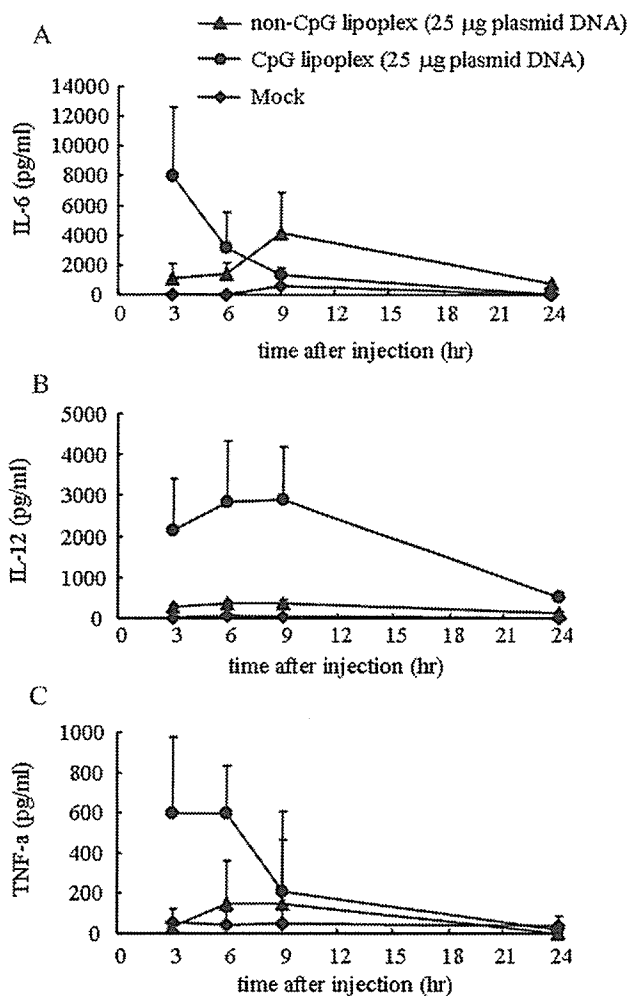 A
non-CpG lipoplex (25 µg plasmid DNA)
CpG lipoplex (25 µg plasmid DNA)
Mock
14000
12000
10000
8000
6000
4000
2000
0
IL-6 (pg/ml)
0 3 6 9 12 15 18 21 24
time after injection (hr)
B
5000
4000
3000
2000
1000
0
IL-12 (pg/ml)
0 3 6 9 12 15 18 21 24
time after injection (hr)
C
1000
800
600
400
200
0
TNF-a (pg/ml)
0 3 6 9 12 15 18 21 24
time after injection (hr)